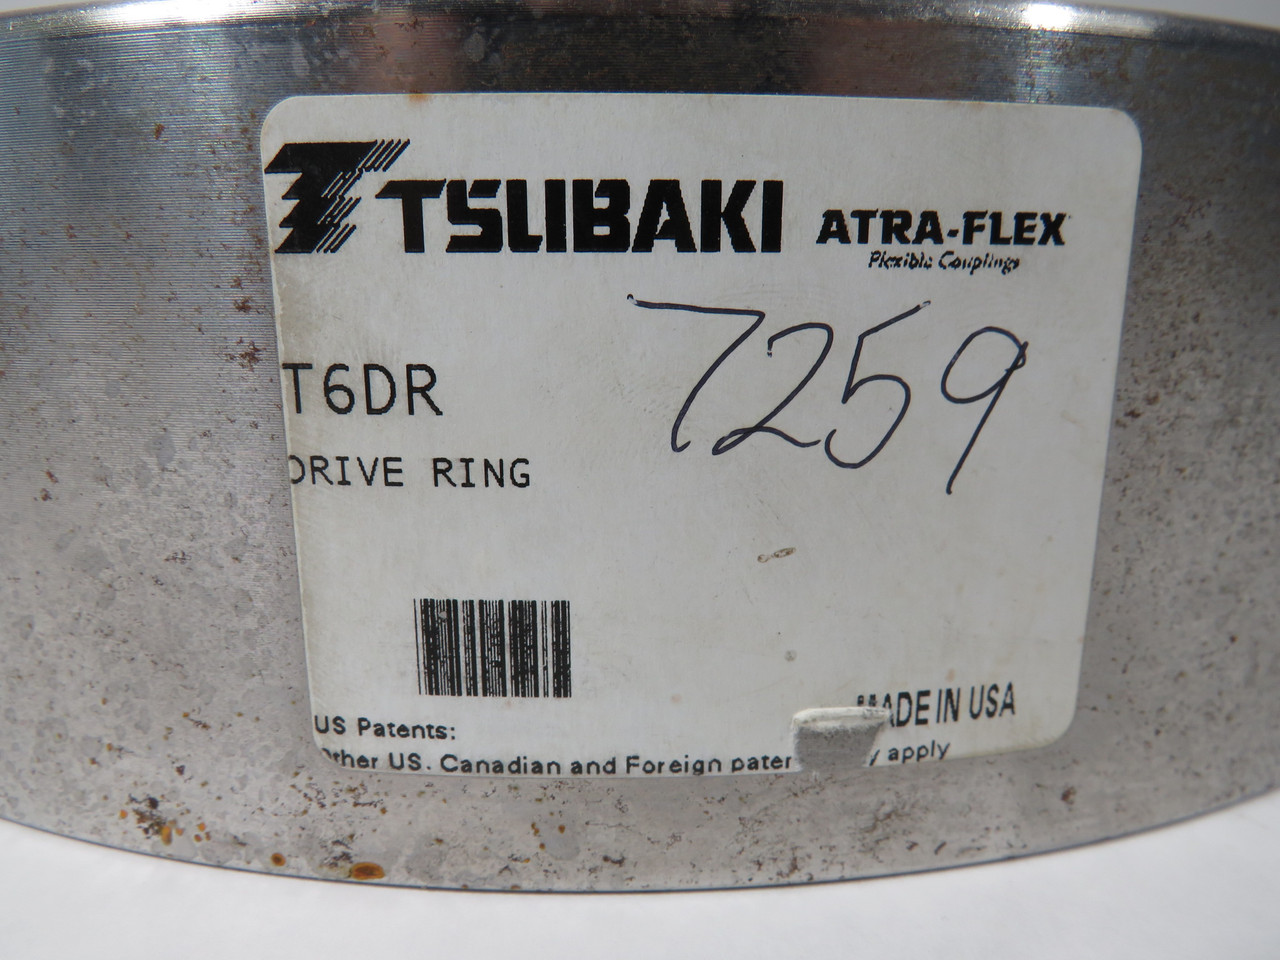 TSUBAKI ATRA-FLEX
Flexible Couplings
7259
T6DR
DRIVE RING
MADE IN USA
US Patents:
Other US. Canadian and Foreign apply